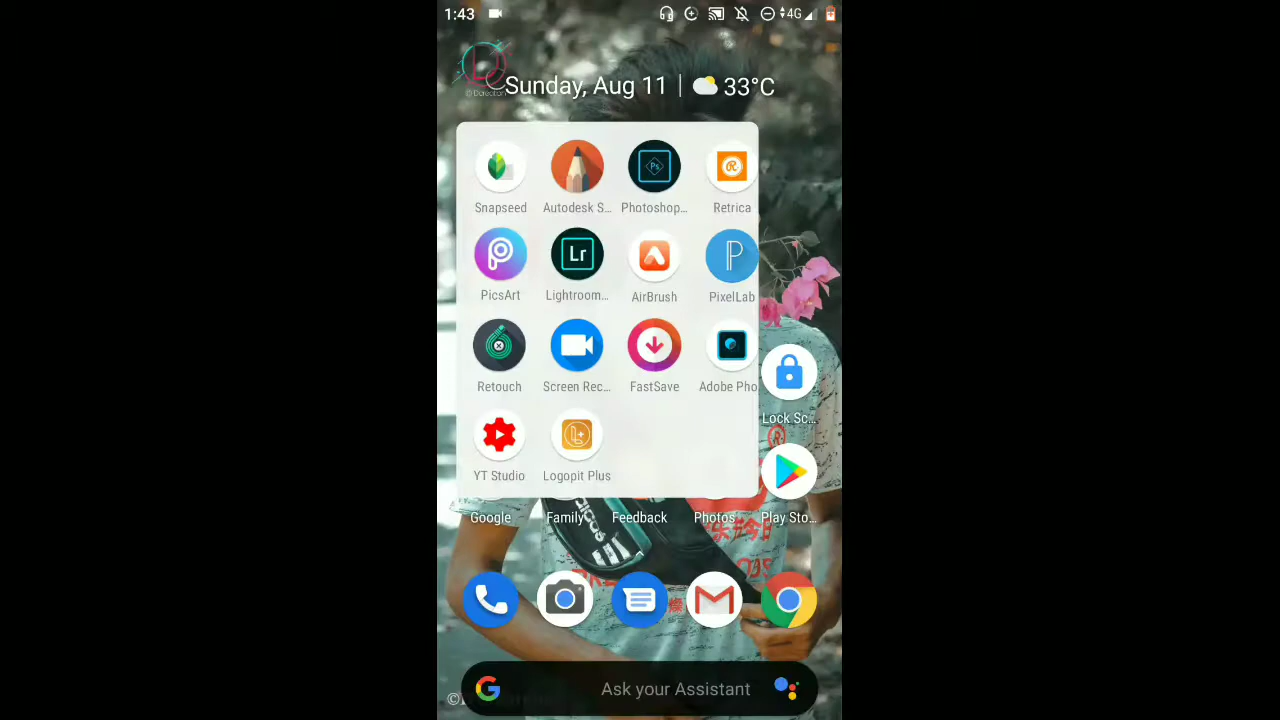 1:43
4G
Sunday, Aug 11 | 33°C
Snapseed
Autodesk S...
Photoshop...
Retrica
PicsArt
Lightroom...
AirBrush
PixelLab
Retouch
Screen Rec...
FastSave
Adobe Pho
YT Studio
Logopit Plus
Lock Sc...
Google
Family
Feedback
Photos
Play Sto...
Ask your Assistant